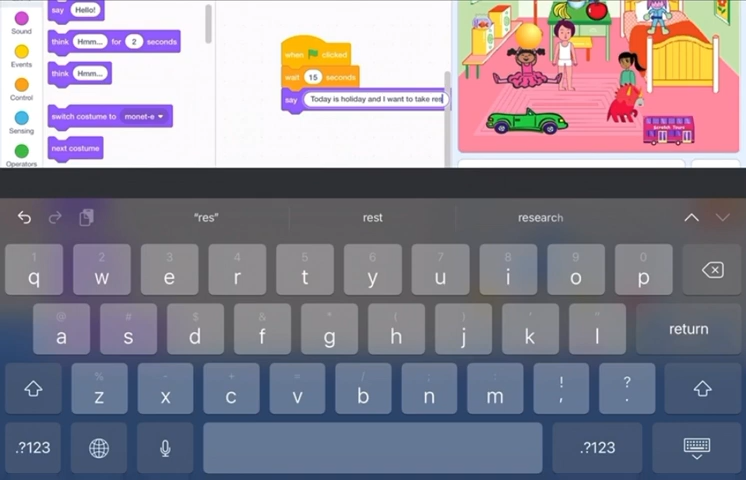 say Hello!
Sound
think Hmm... for 2 seconds
Events
think Hmm...
Control
switch costume to monet-e
Sensing
next costume
Operators
when clicked
wait 15 seconds
say Today is holiday and I want to take res
Scratch Tours
"res" rest research
1 2 3 4 5 6 7 8 9 0
q w e r t y u i o p
@ # $ & * ( ) ' "
a s d f g h j k l return
% - + = / ; : ! ?
z x c v b n m , .
.?123 .?123